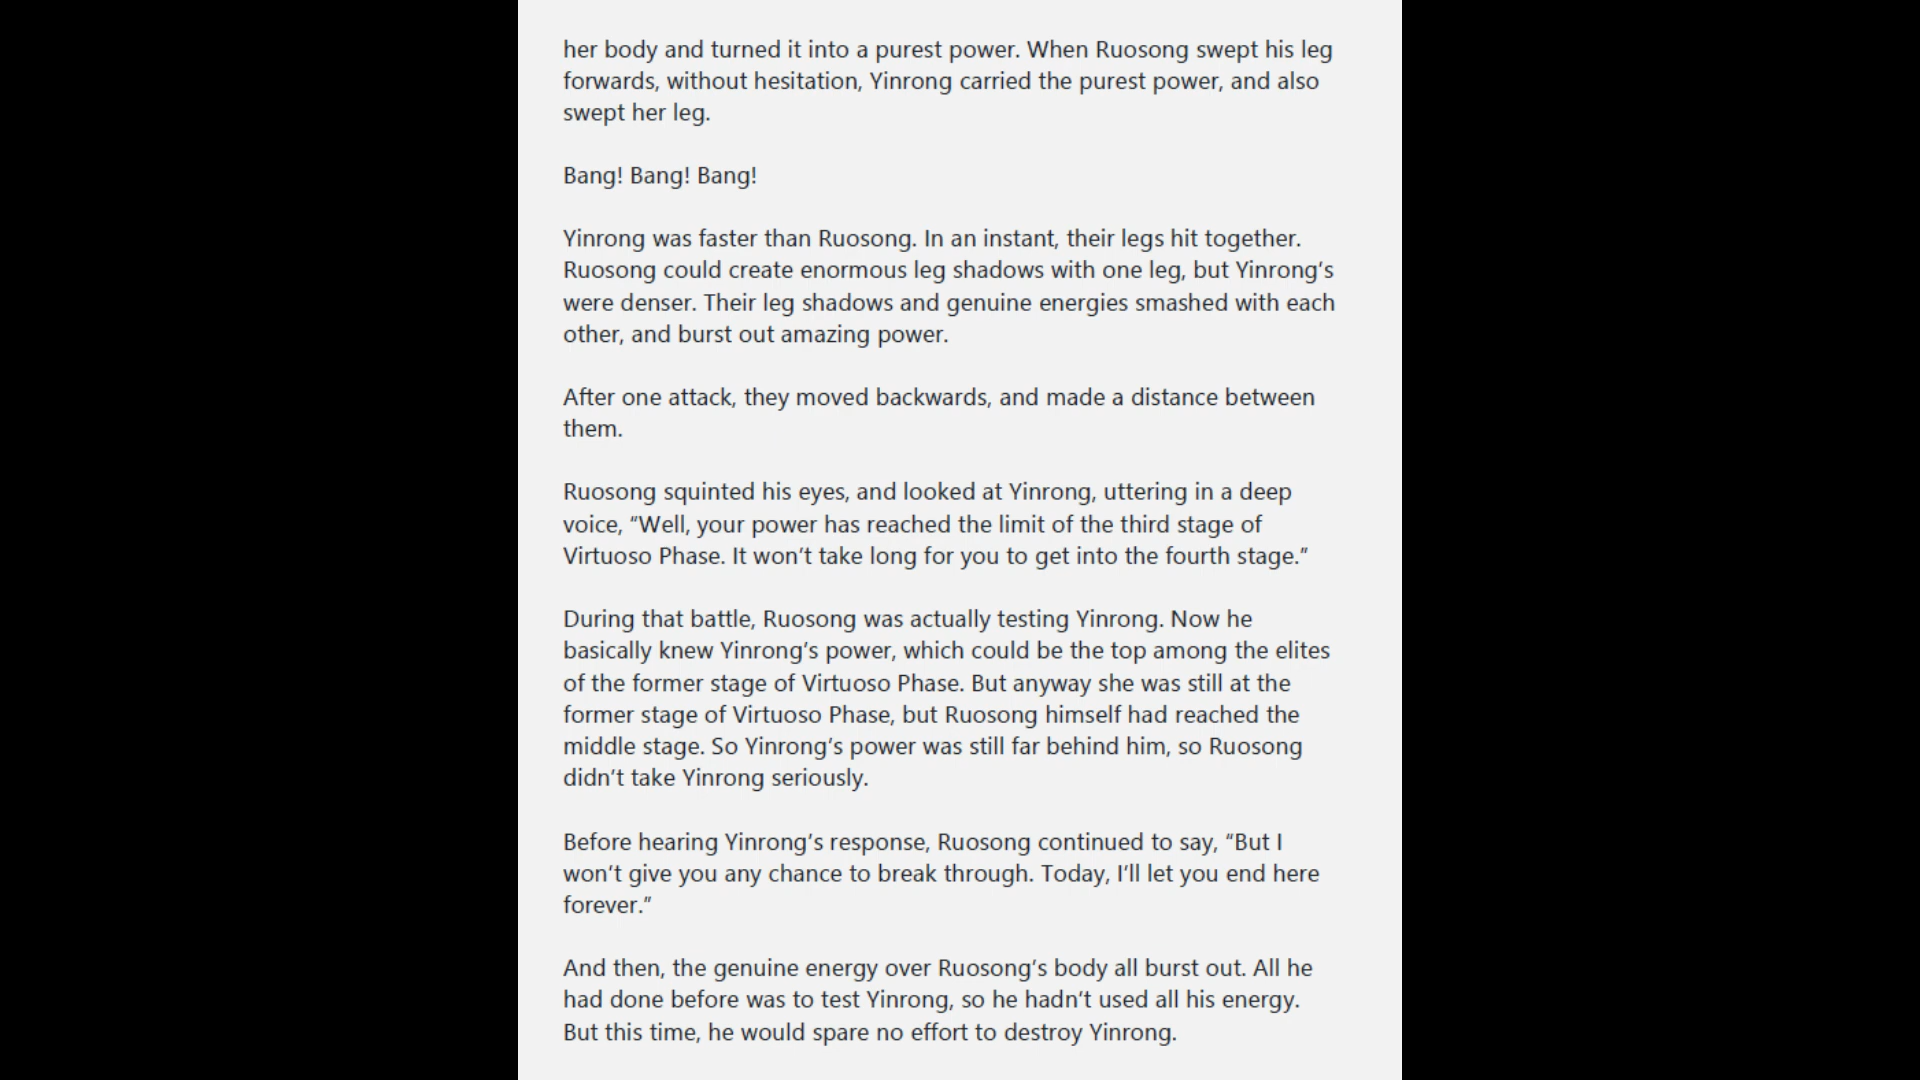 her body and turned it into a purest power. When Ruosong swept his leg
forwards, without hesitation, Yinrong carried the purest power, and also
swept her leg.
Bang! Bang! Bang!
Yinrong was faster than Ruosong. In an instant, their legs hit together.
Ruosong could create enormous leg shadows with one leg, but Yinrong’s
were denser. Their leg shadows and genuine energies smashed with each
other, and burst out amazing power.
After one attack, they moved backwards, and made a distance between
them.
Ruosong squinted his eyes, and looked at Yinrong, uttering in a deep
voice, “Well, your power has reached the limit of the third stage of
Virtuoso Phase. It won’t take long for you to get into the fourth stage.”
During that battle, Ruosong was actually testing Yinrong. Now he
basically knew Yinrong’s power, which could be the top among the elites
of the former stage of Virtuoso Phase. But anyway she was still at the
former stage of Virtuoso Phase, but Ruosong himself had reached the
middle stage. So Yinrong’s power was still far behind him, so Ruosong
didn’t take Yinrong seriously.
Before hearing Yinrong’s response, Ruosong continued to say, “But I
won’t give you any chance to break through. Today, I’ll let you end here
forever.”
And then, the genuine energy over Ruosong’s body all burst out. All he
had done before was to test Yinrong, so he hadn’t used all his energy.
But this time, he would spare no effort to destroy Yinrong.